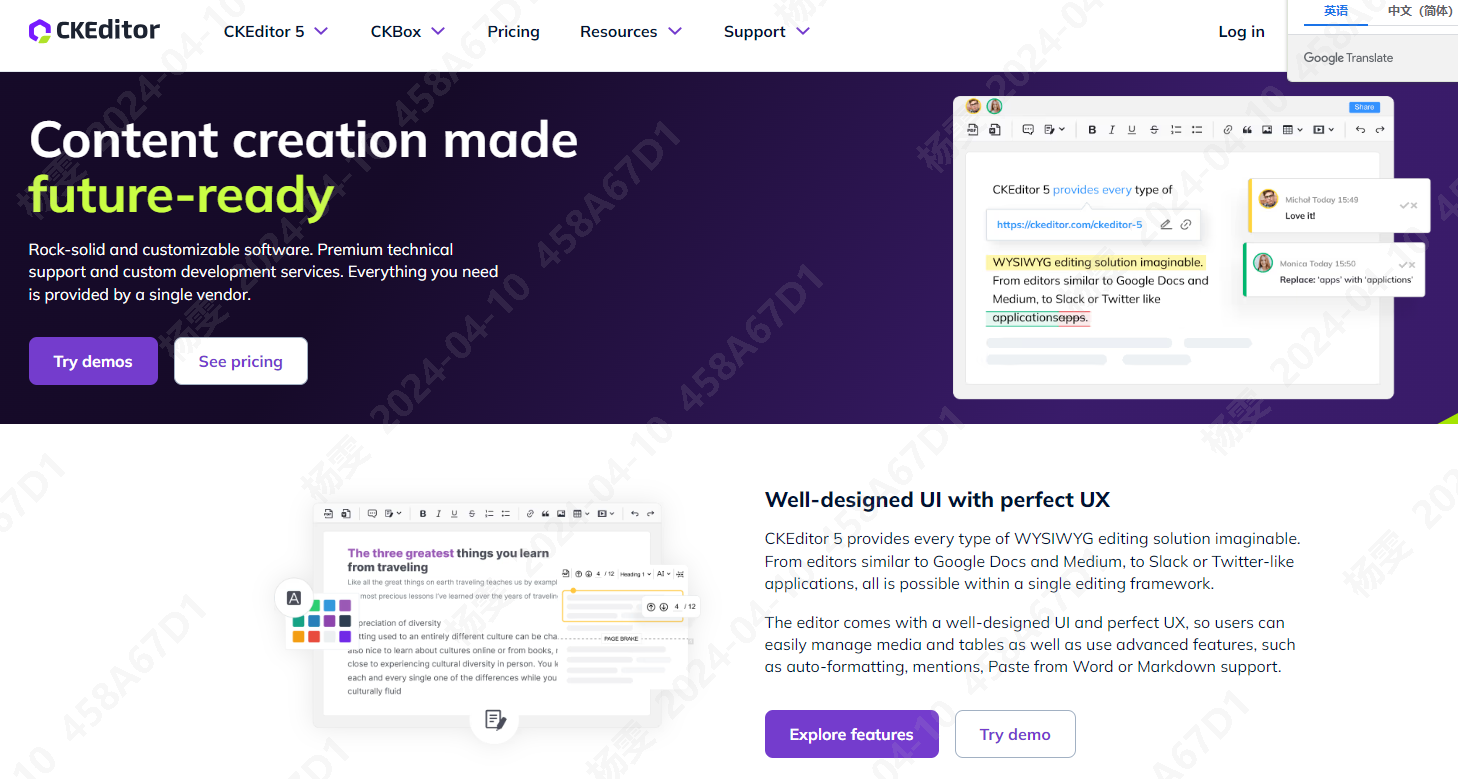 CKEditor
CKEditor 5
CKBox
Pricing
Resources
Support
Log in
英语
中文（简体）
Google Translate
Content creation made
future-ready
Rock-solid and customizable software. Premium technical
support and custom development services. Everything you need
is provided by a single vendor.
Try demos
See pricing
Share
CKEditor 5 provides every type of
https://ckeditor.com/ckeditor-5
WYSIWYG editing solution imaginable.
From editors similar to Google Docs and
Medium, to Slack or Twitter like
applicationsapps.
Michał Today 15:49
Love it!
Monica Today 15:50
Replace: ‘apps’ with ‘applictions’
The three greatest things you learn
from traveling
Like all the great things on earth traveling teaches us by exampl
most precious lessons I’ve learned over the years of traveling
preciation of diversity
tting used to an entirely different culture can be cha
also nice to learn about cultures online or from books, n
close to experiencing cultural diversity in person. You l
each and every single one of the differences while you
culturally fluid
4 / 12
Heading 1
AI
4 / 12
PAGE BRAKE
A
Well-designed UI with perfect UX
CKEditor 5 provides every type of WYSIWYG editing solution imaginable.
From editors similar to Google Docs and Medium, to Slack or Twitter-like
applications, all is possible within a single editing framework.
The editor comes with a well-designed UI and perfect UX, so users can
easily manage media and tables as well as use advanced features, such
as auto-formatting, mentions, Paste from Word or Markdown support.
Explore features
Try demo
杨雯 2024-04-10 458A67D1